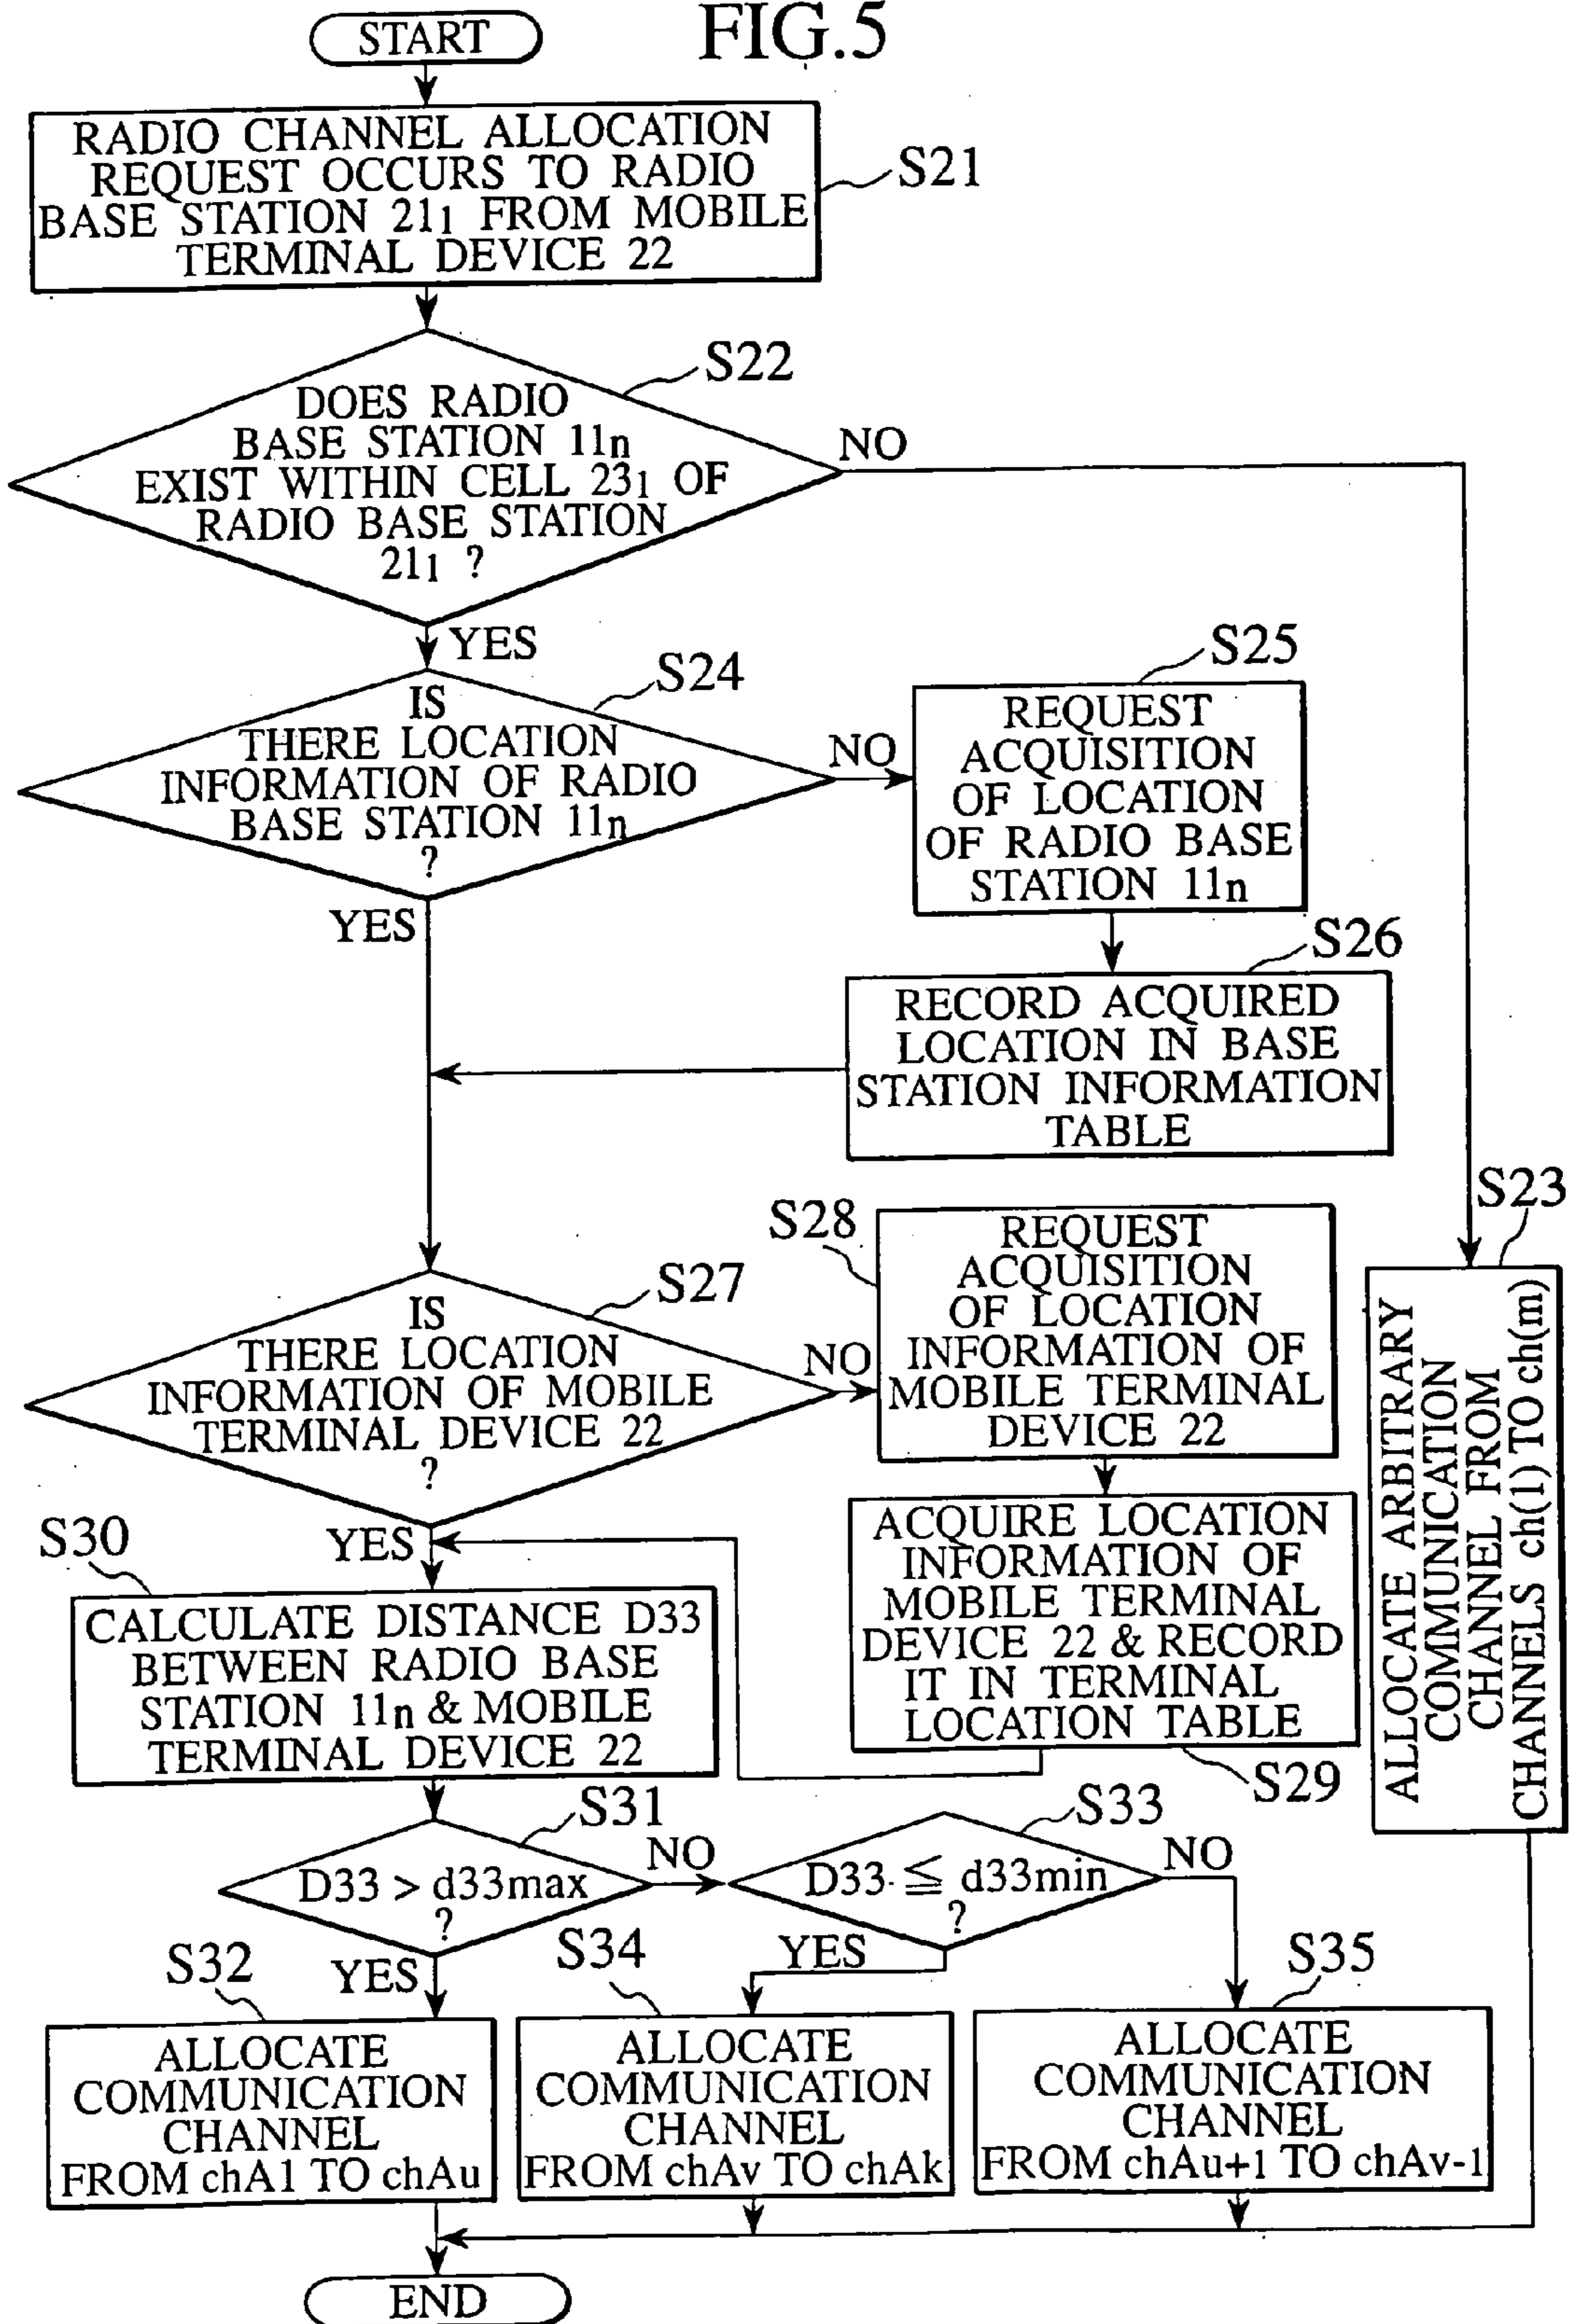 FIG.5
START
RADIO CHANNEL ALLOCATION
REQUEST OCCURS TO RADIO
BASE STATION 211 FROM MOBILE
TERMINAL DEVICE 22
S21
S22
DOES RADIO
BASE STATION 11n
EXIST WITHIN CELL 231 OF
RADIO BASE STATION
211 ?
NO
YES
S24
IS
THERE LOCATION
INFORMATION OF RADIO
BASE STATION 11n
?
NO
YES
S25
REQUEST
ACQUISITION
OF LOCATION
OF RADIO BASE
STATION 11n
S26
RECORD ACQUIRED
LOCATION IN BASE
STATION INFORMATION
TABLE
S23
ALLOCATE ARBITRARY
COMMUNICATION
CHANNEL FROM
CHANNELS ch(1) TO ch(m)
S27
IS
THERE LOCATION
INFORMATION OF MOBILE
TERMINAL DEVICE 22
?
NO
YES
S28
REQUEST
ACQUISITION
OF LOCATION
INFORMATION OF
MOBILE TERMINAL
DEVICE 22
ACQUIRE LOCATION
INFORMATION OF
MOBILE TERMINAL
DEVICE 22 & RECORD
IT IN TERMINAL
LOCATION TABLE
S29
S30
CALCULATE DISTANCE D33
BETWEEN RADIO BASE
STATION 11n & MOBILE
TERMINAL DEVICE 22
S31
D33 > d33max
?
NO
YES
S33
D33 ≦ d33min
?
NO
YES
S32
ALLOCATE
COMMUNICATION
CHANNEL
FROM chA1 TO chAu
S34
ALLOCATE
COMMUNICATION
CHANNEL
FROM chAv TO chAk
S35
ALLOCATE
COMMUNICATION
CHANNEL
FROM chAu+1 TO chAv-1
END